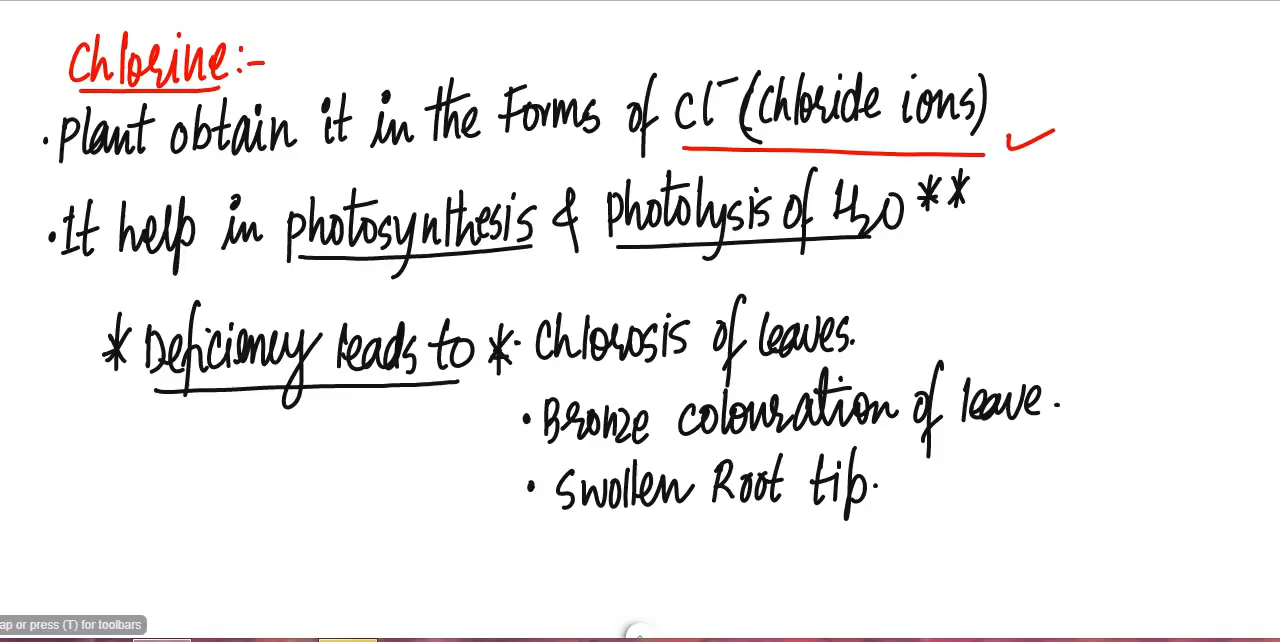 Chlorine:-
• Plant obtain it in the Forms of Cl⁻ (Chloride ions) ✓
• It help in photosynthesis & photolysis of H₂O **
* Deficiency leads to * • Chlorosis of leaves.
• Bronze colouration of leave.
• Swollen Root tip.
ap or press (T) for toolbars